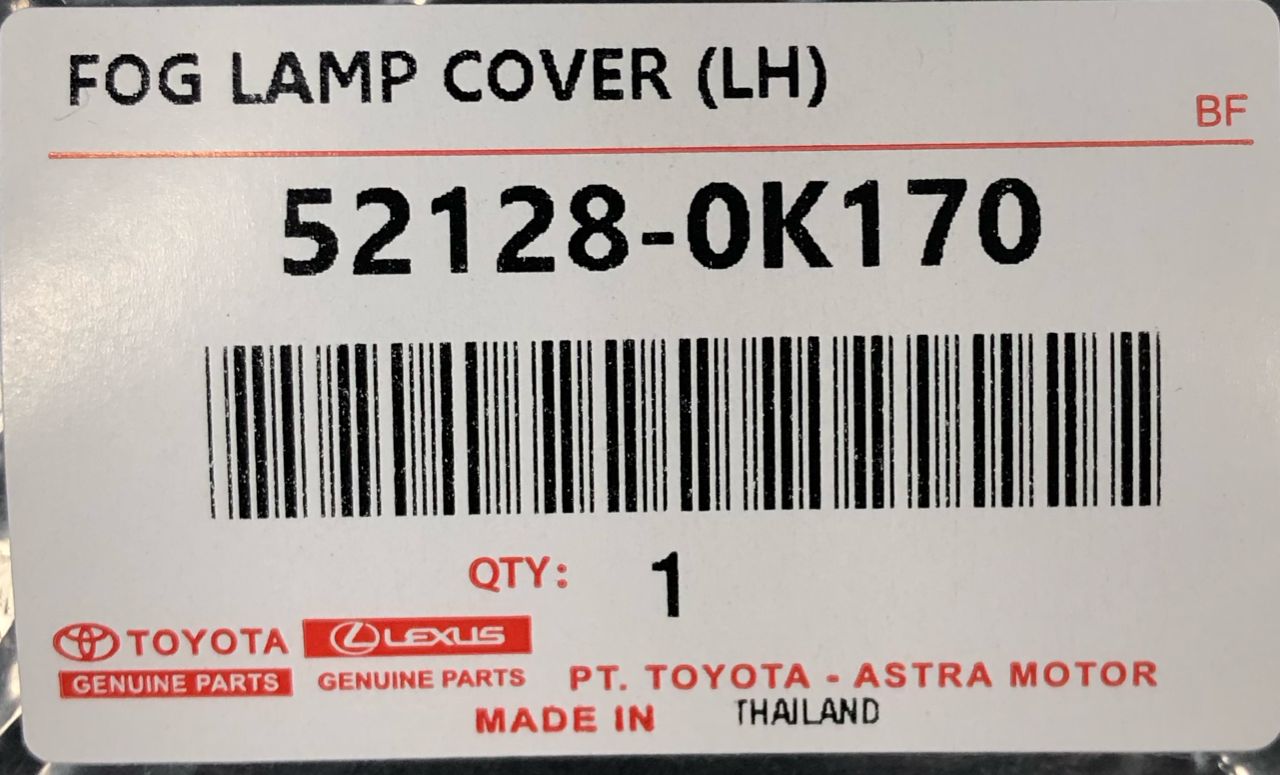 FOG LAMP COVER (LH)
BF
52128-0K170
QTY: 1
TOYOTA LEXUS
GENUINE PARTS GENUINE PARTS PT. TOYOTA - ASTRA MOTOR
MADE IN THAILAND